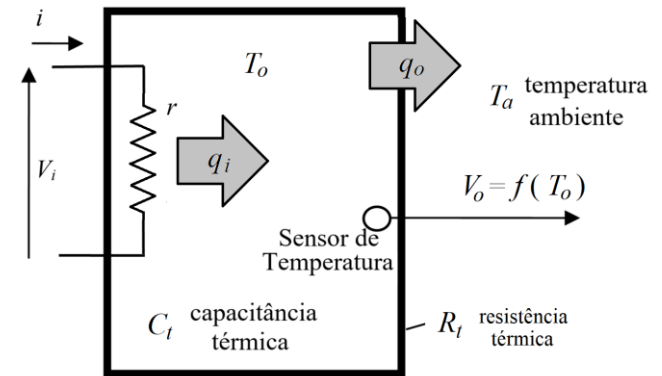 i
T_o
q_o
T_a temperatura
ambiente
r
V_i
q_i
V_o = f ( T_o )
Sensor de
Temperatura
C_t capacitância
térmica
R_t resistência
térmica